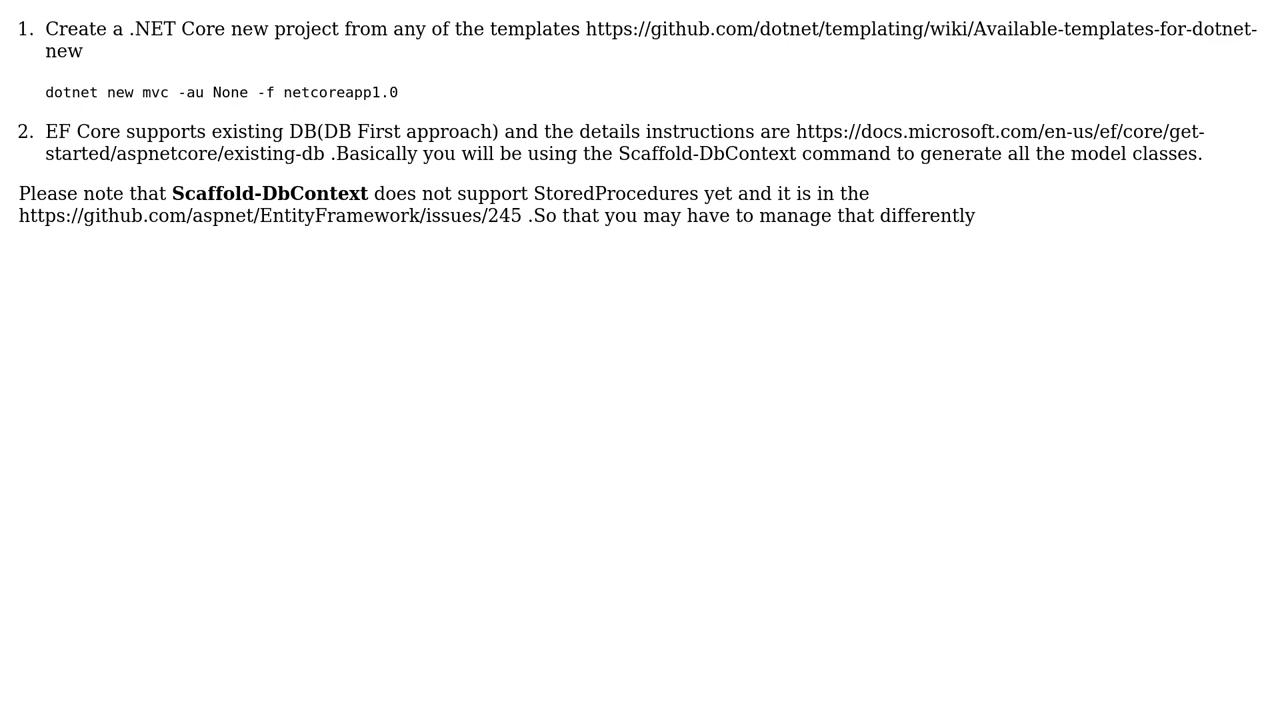 1. Create a .NET Core new project from any of the templates https://github.com/dotnet/templating/wiki/Available-templates-for-dotnet-
new
dotnet new mvc -au None -f netcoreapp1.0
2. EF Core supports existing DB(DB First approach) and the details instructions are https://docs.microsoft.com/en-us/ef/core/get-
started/aspnetcore/existing-db .Basically you will be using the Scaffold-DbContext command to generate all the model classes.
Please note that Scaffold-DbContext does not support StoredProcedures yet and it is in the
https://github.com/aspnet/EntityFramework/issues/245 .So that you may have to manage that differently